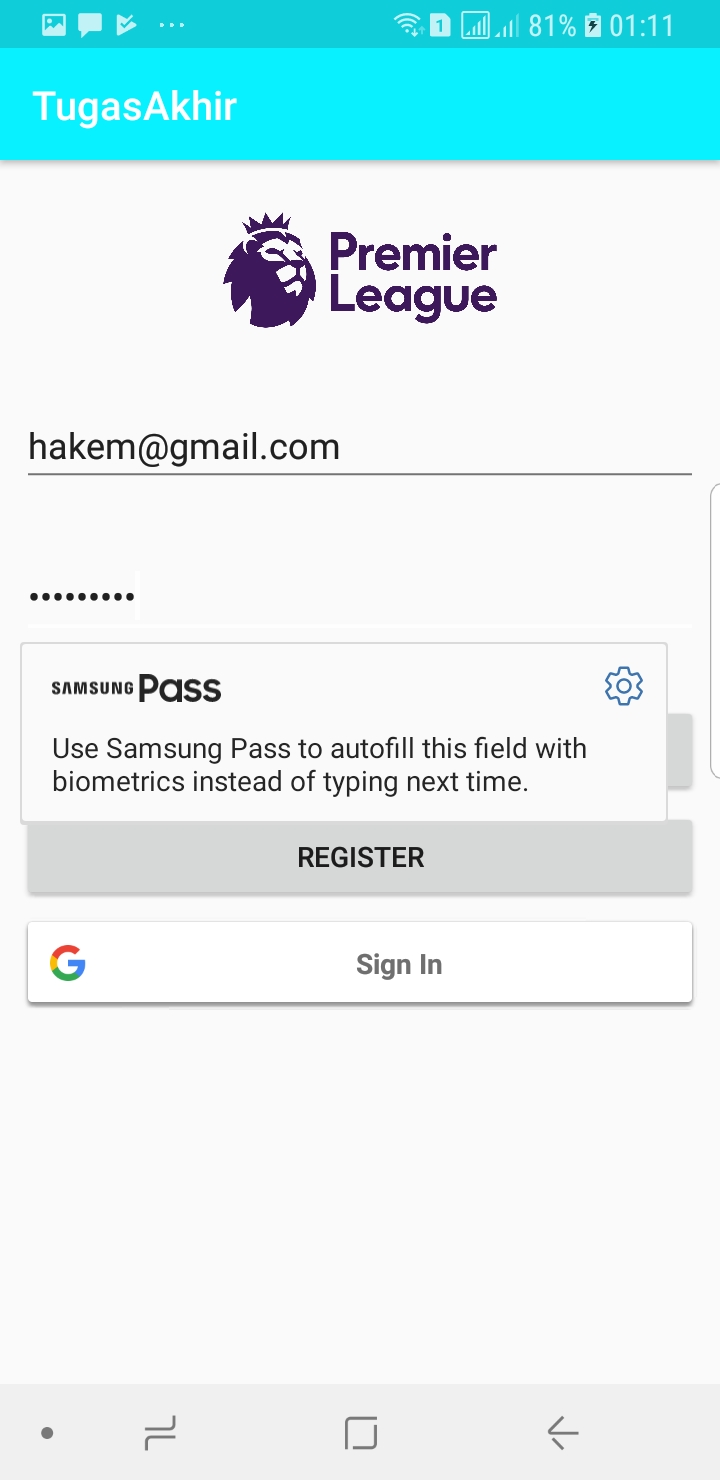 1 81% 01:11
TugasAkhir
Premier
League
hakem@gmail.com
•••••••••
SAMSUNG Pass
Use Samsung Pass to autofill this field with
biometrics instead of typing next time.
REGISTER
G Sign In